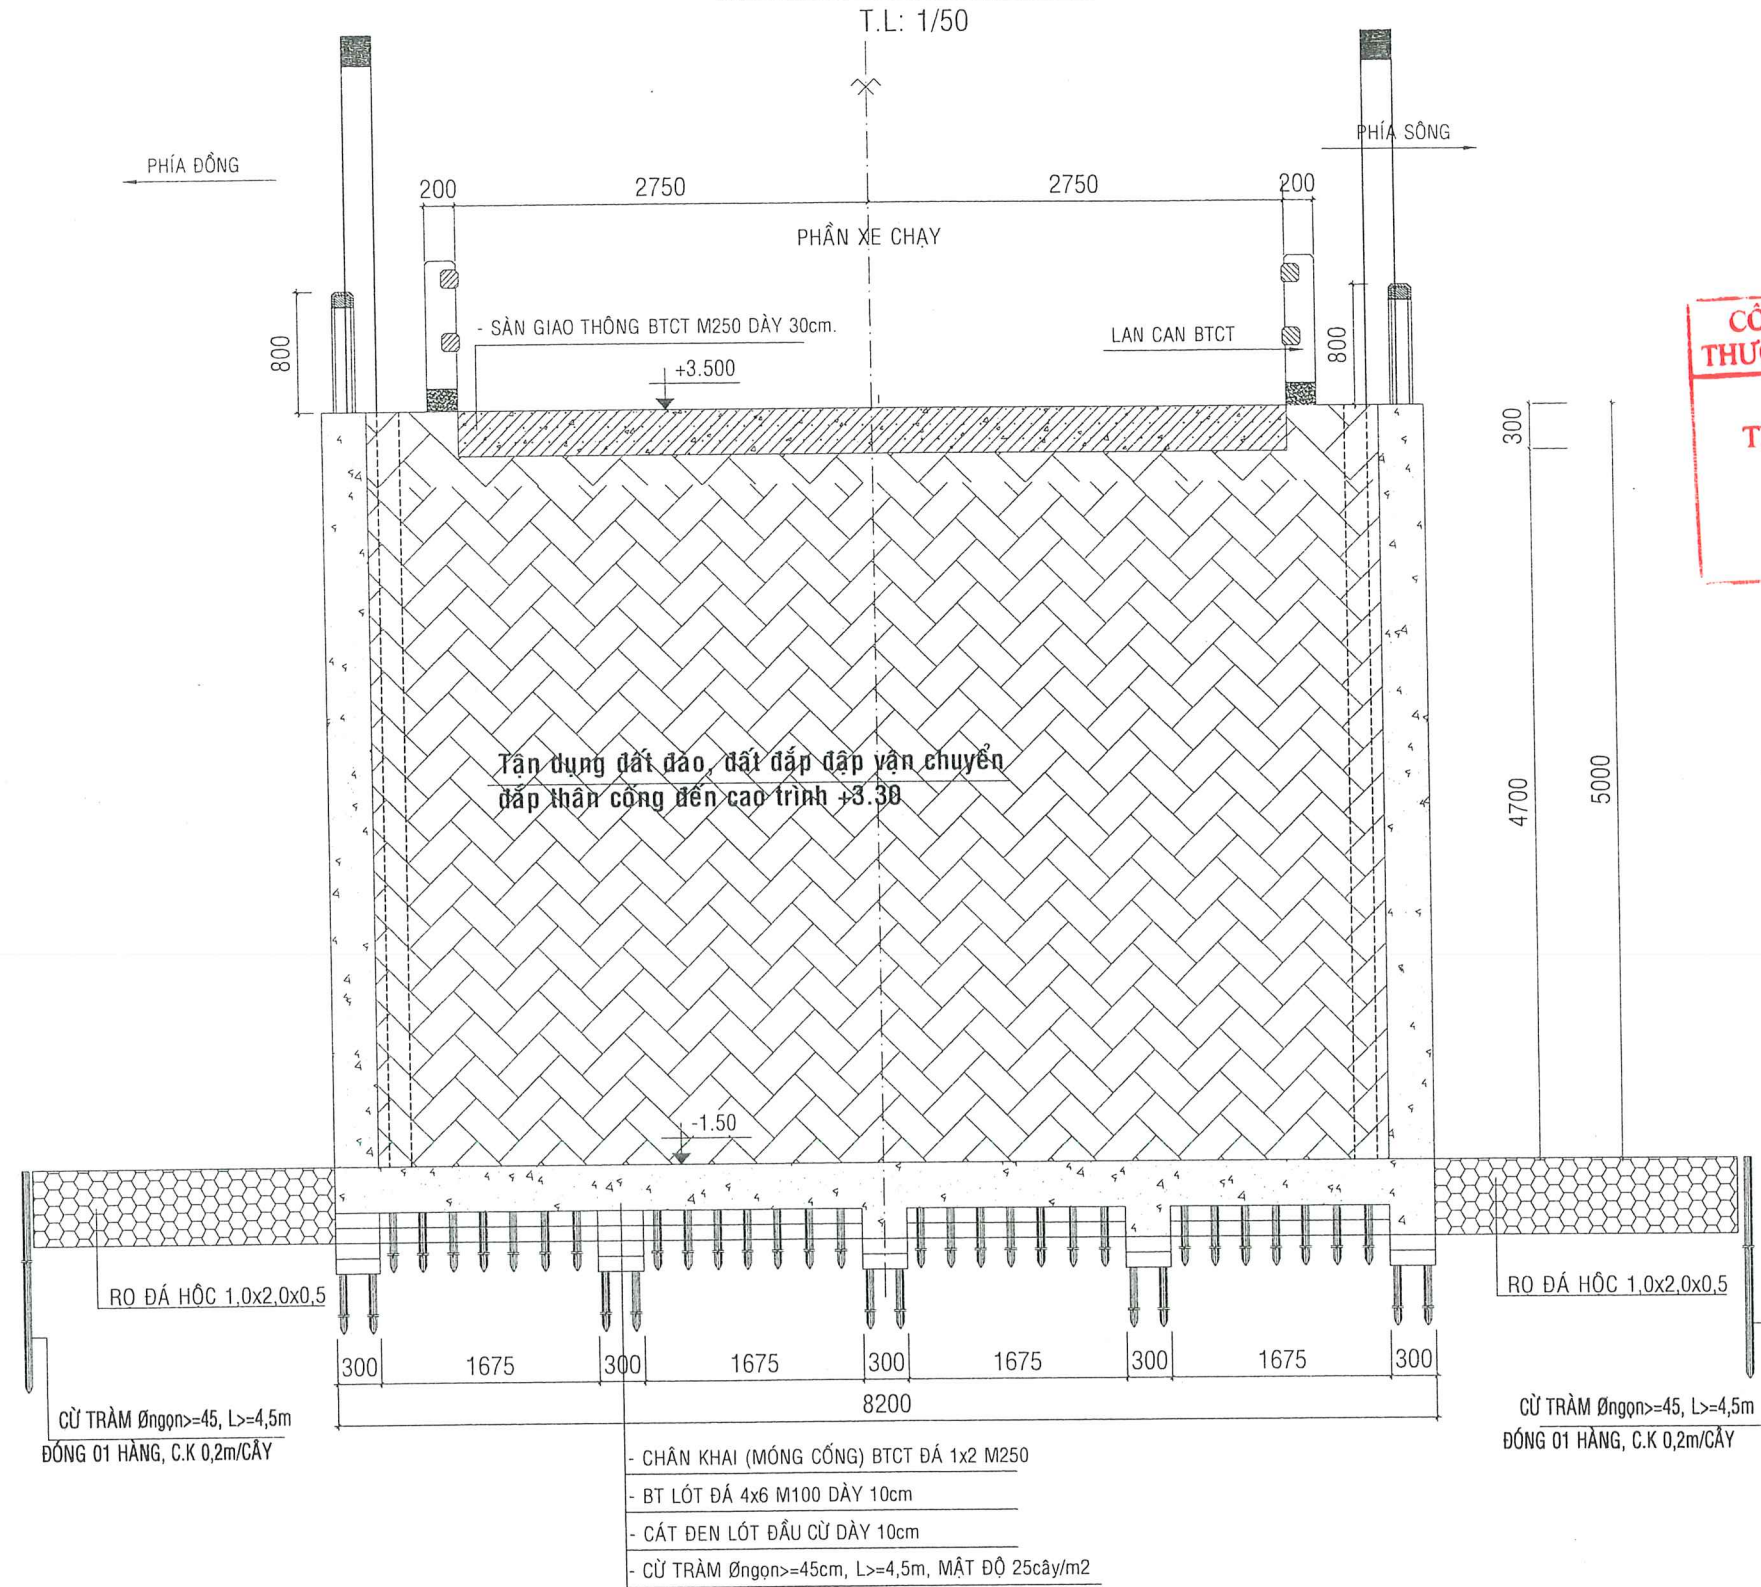 T.L: 1/50
PHÍA ĐỒNG
PHÍA SÔNG
200
2750
2750
200
PHẦN XE CHẠY
800
- SÀN GIAO THÔNG BTCT M250 DÀY 30cm.
LAN CAN BTCT
800
+3.500
300
4700
5000
Tận dụng đất đào, đất đắp đập vận chuyển
đắp thân cống đến cao trình +3.30
-1.50
RỌ ĐÁ HỘC 1,0x2,0x0,5
RỌ ĐÁ HỘC 1,0x2,0x0,5
300
1675
300
1675
300
1675
300
1675
300
8200
CỪ TRÀM Øngọn>=45, L>=4,5m
ĐÓNG 01 HÀNG, C.K 0,2m/CÂY
CỪ TRÀM Øngọn>=45, L>=4,5m
ĐÓNG 01 HÀNG, C.K 0,2m/CÂY
- CHÂN KHAI (MÓNG CỐNG) BTCT ĐÁ 1x2 M250
- BT LÓT ĐÁ 4x6 M100 DÀY 10cm
- CÁT ĐEN LÓT ĐẦU CỪ DÀY 10cm
- CỪ TRÀM Øngọn>=45cm, L>=4,5m, MẬT ĐỘ 25cây/m2